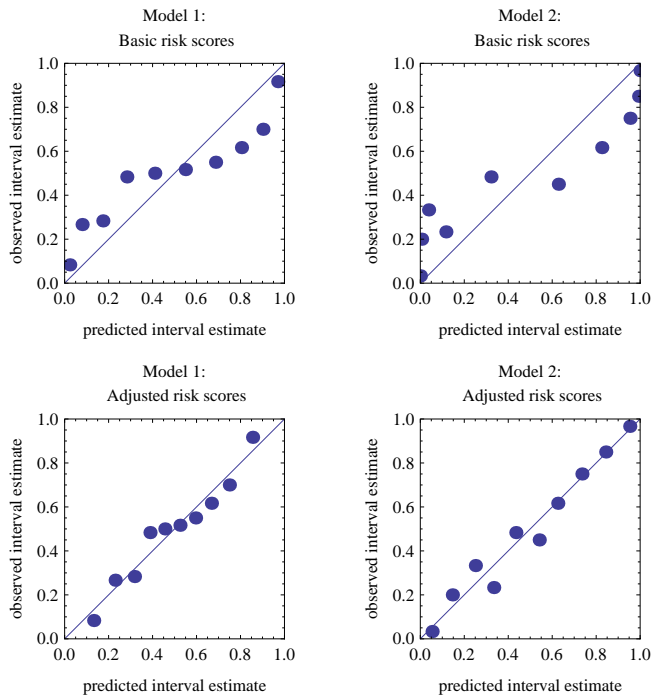 Model 1:
Basic risk scores
1.0
0.8
0.6
0.4
0.2
0.0
observed interval estimate
0.0 0.2 0.4 0.6 0.8 1.0
predicted interval estimate
Model 2:
Basic risk scores
1.0
0.8
0.6
0.4
0.2
0.0
observed interval estimate
0.0 0.2 0.4 0.6 0.8 1.0
predicted interval estimate
Model 1:
Adjusted risk scores
1.0
0.8
0.6
0.4
0.2
0.0
observed interval estimate
0.0 0.2 0.4 0.6 0.8 1.0
predicted interval estimate
Model 2:
Adjusted risk scores
1.0
0.8
0.6
0.4
0.2
0.0
observed interval estimate
0.0 0.2 0.4 0.6 0.8 1.0
predicted interval estimate